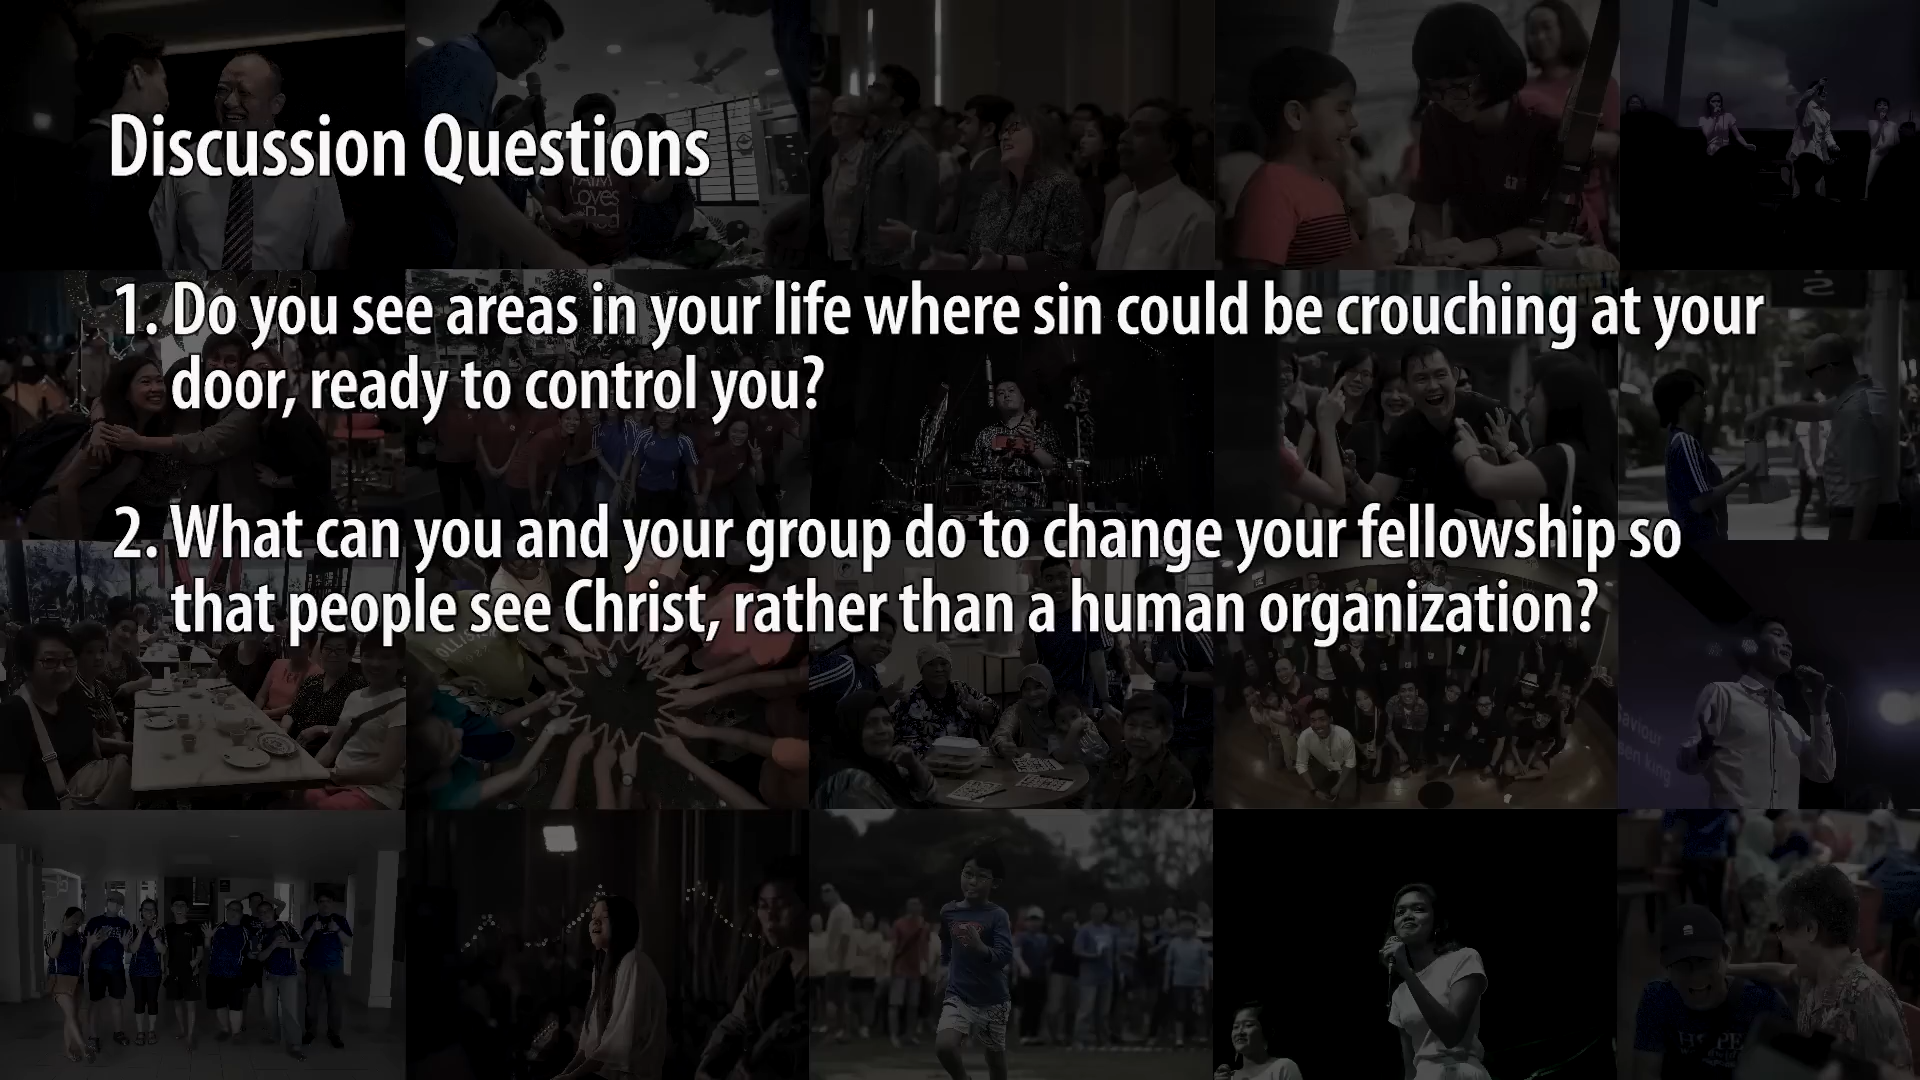 Discussion Questions
1. Do you see areas in your life where sin could be crouching at your
door, ready to control you?
2. What can you and your group do to change your fellowship so
that people see Christ, rather than a human organization?
Loves
HOPE